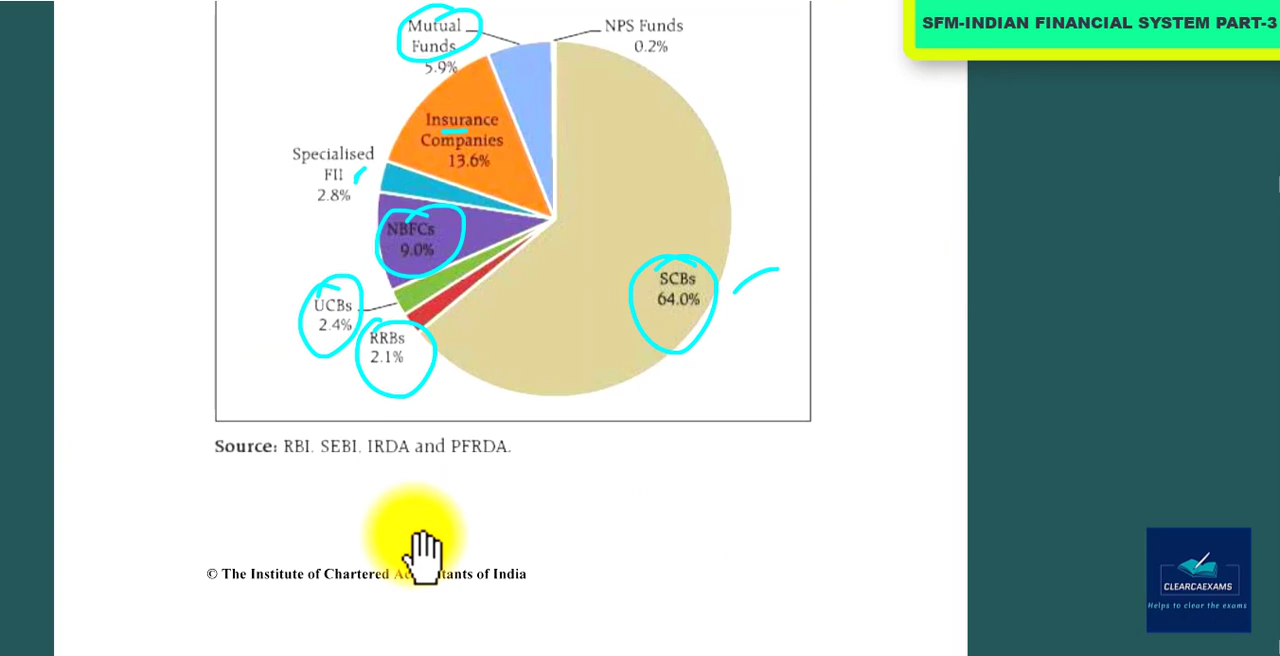 SFM-INDIAN FINANCIAL SYSTEM PART-3
Mutual
Funds
5.9%
NPS Funds
0.2%
Insurance
Companies
13.6%
Specialised
FII
2.8%
NBFCs
9.0%
SCBs
64.0%
UCBs
2.4%
RRBs
2.1%
Source: RBI, SEBI, IRDA and PFRDA.
© The Institute of Chartered Accountants of India
CLEARCAEXAMS
Helps to clear the exams